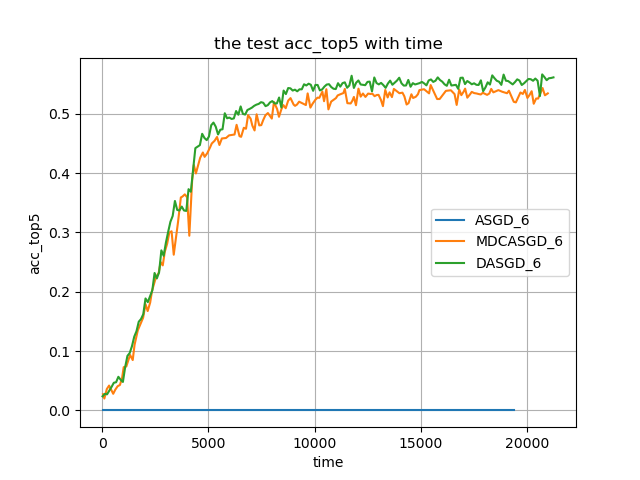 the test acc_top5 with time
acc_top5
0.5
0.4
0.3
0.2
0.1
0.0
ASGD_6
MDCASGD_6
DASGD_6
0
5000
10000
15000
20000
time